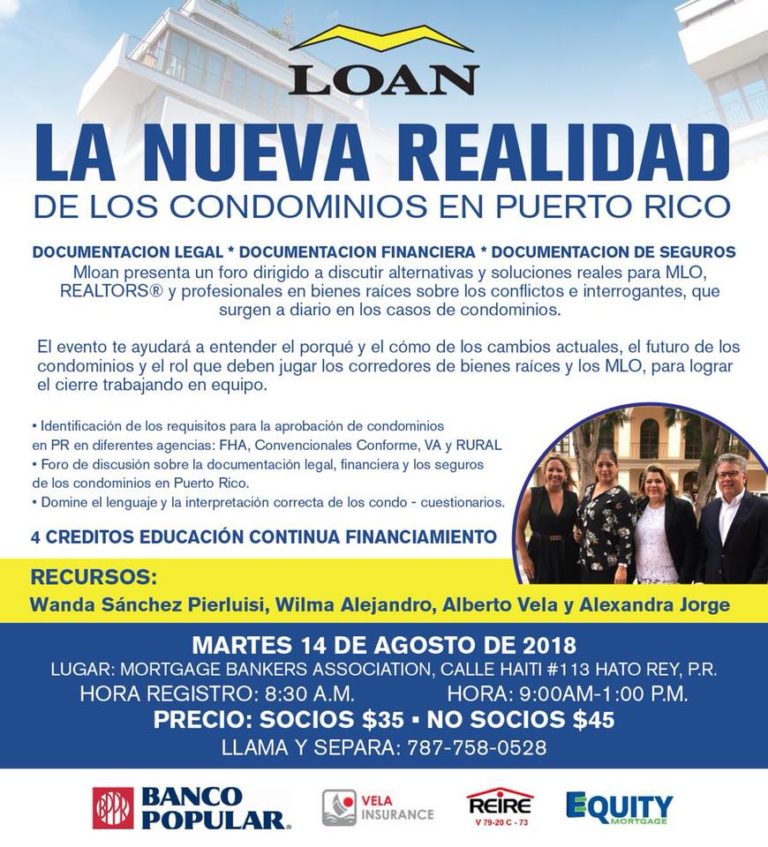 LOAN
LA NUEVA REALIDAD
DE LOS CONDOMINIOS EN PUERTO RICO
DOCUMENTACION LEGAL * DOCUMENTACION FINANCIERA * DOCUMENTACION DE SEGUROS
Mloan presenta un foro dirigido a discutir alternativas y soluciones reales para MLO,
REALTORS® y profesionales en bienes raíces sobre los conflictos e interrogantes, que
surgen a diario en los casos de condominios.
El evento te ayudará a entender el porqué y el cómo de los cambios actuales, el futuro de los
condominios y el rol que deben jugar los corredores de bienes raíces y los MLO, para lograr
el cierre trabajando en equipo.
▪ Identificación de los requisitos para la aprobación de condominios
en PR en diferentes agencias: FHA, Convencionales Conforme, VA y RURAL
▪ Foro de discusión sobre la documentación legal, financiera y los seguros
de los condominios en Puerto Rico.
▪ Domine el lenguaje y la interpretación correcta de los condo - cuestionarios.
4 CREDITOS EDUCACIÓN CONTINUA FINANCIAMIENTO
RECURSOS:
Wanda Sánchez Pierluisi, Wilma Alejandro, Alberto Vela y Alexandra Jorge
MARTES 14 DE AGOSTO DE 2018
LUGAR: MORTGAGE BANKERS ASSOCIATION, CALLE HAITI #113 HATO REY, P.R.
HORA REGISTRO: 8:30 A.M. HORA: 9:00AM-1:00 P.M.
PRECIO: SOCIOS $35 ▪ NO SOCIOS $45
LLAMA Y SEPARA: 787-758-0528
BANCO
POPULAR®
VELA
INSURANCE
REIRE
V 79-20 C - 73
EQUITY
MORTGAGE